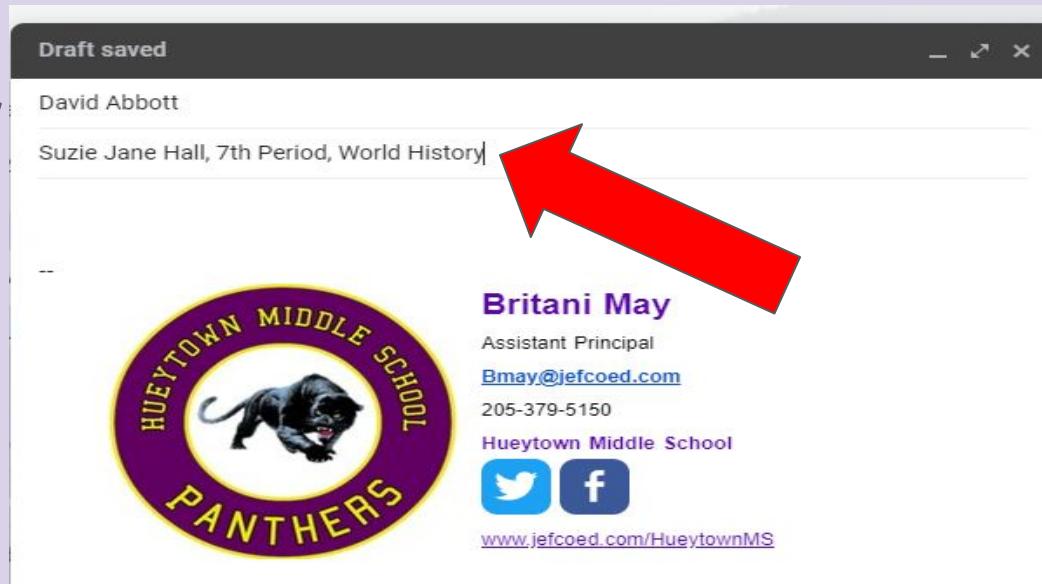 Draft saved
David Abbott
Suzie Jane Hall, 7th Period, World History
--
HUEYTOWN MIDDLE SCHOOL
PANTHERS
Britani May
Assistant Principal
Bmay@jefcoed.com
205-379-5150
Hueytown Middle School
f
www.jefcoed.com/HueytownMS